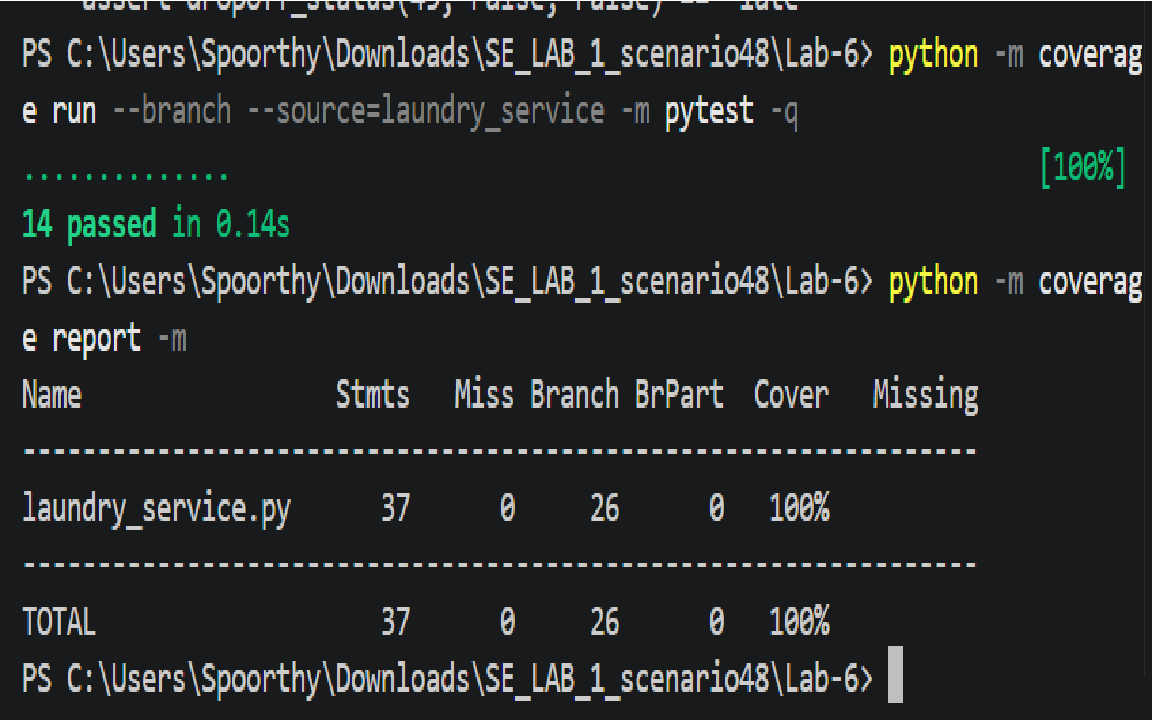 PS C:\Users\Spoorthy\Downloads\SE_LAB_1_scenario48\Lab-6> python -m coverag
e run --branch --source=laundry_service -m pytest -q
.............. [100%]
14 passed in 0.14s
PS C:\Users\Spoorthy\Downloads\SE_LAB_1_scenario48\Lab-6> python -m coverag
e report -m
Name Stmts Miss Branch BrPart Cover Missing
----------------------------------------------------------------
laundry_service.py 37 0 26 0 100%
----------------------------------------------------------------
TOTAL 37 0 26 0 100%
PS C:\Users\Spoorthy\Downloads\SE_LAB_1_scenario48\Lab-6>